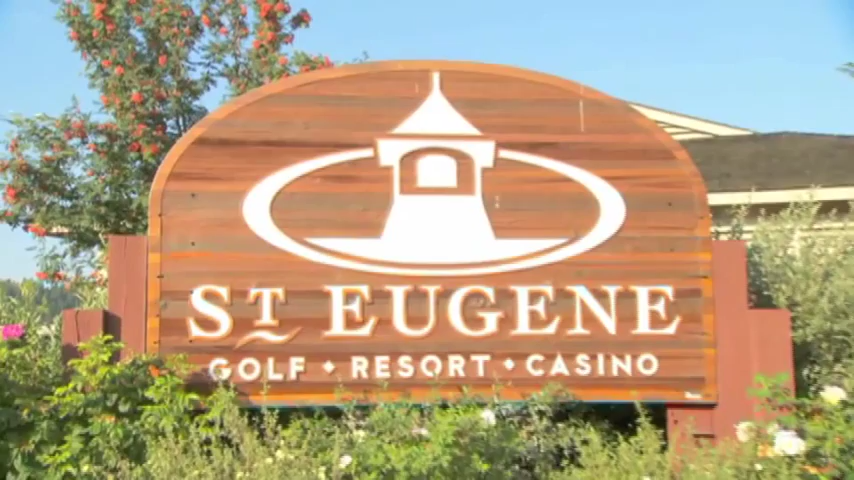 ST EUGENE
GOLF • RESORT • CASINO